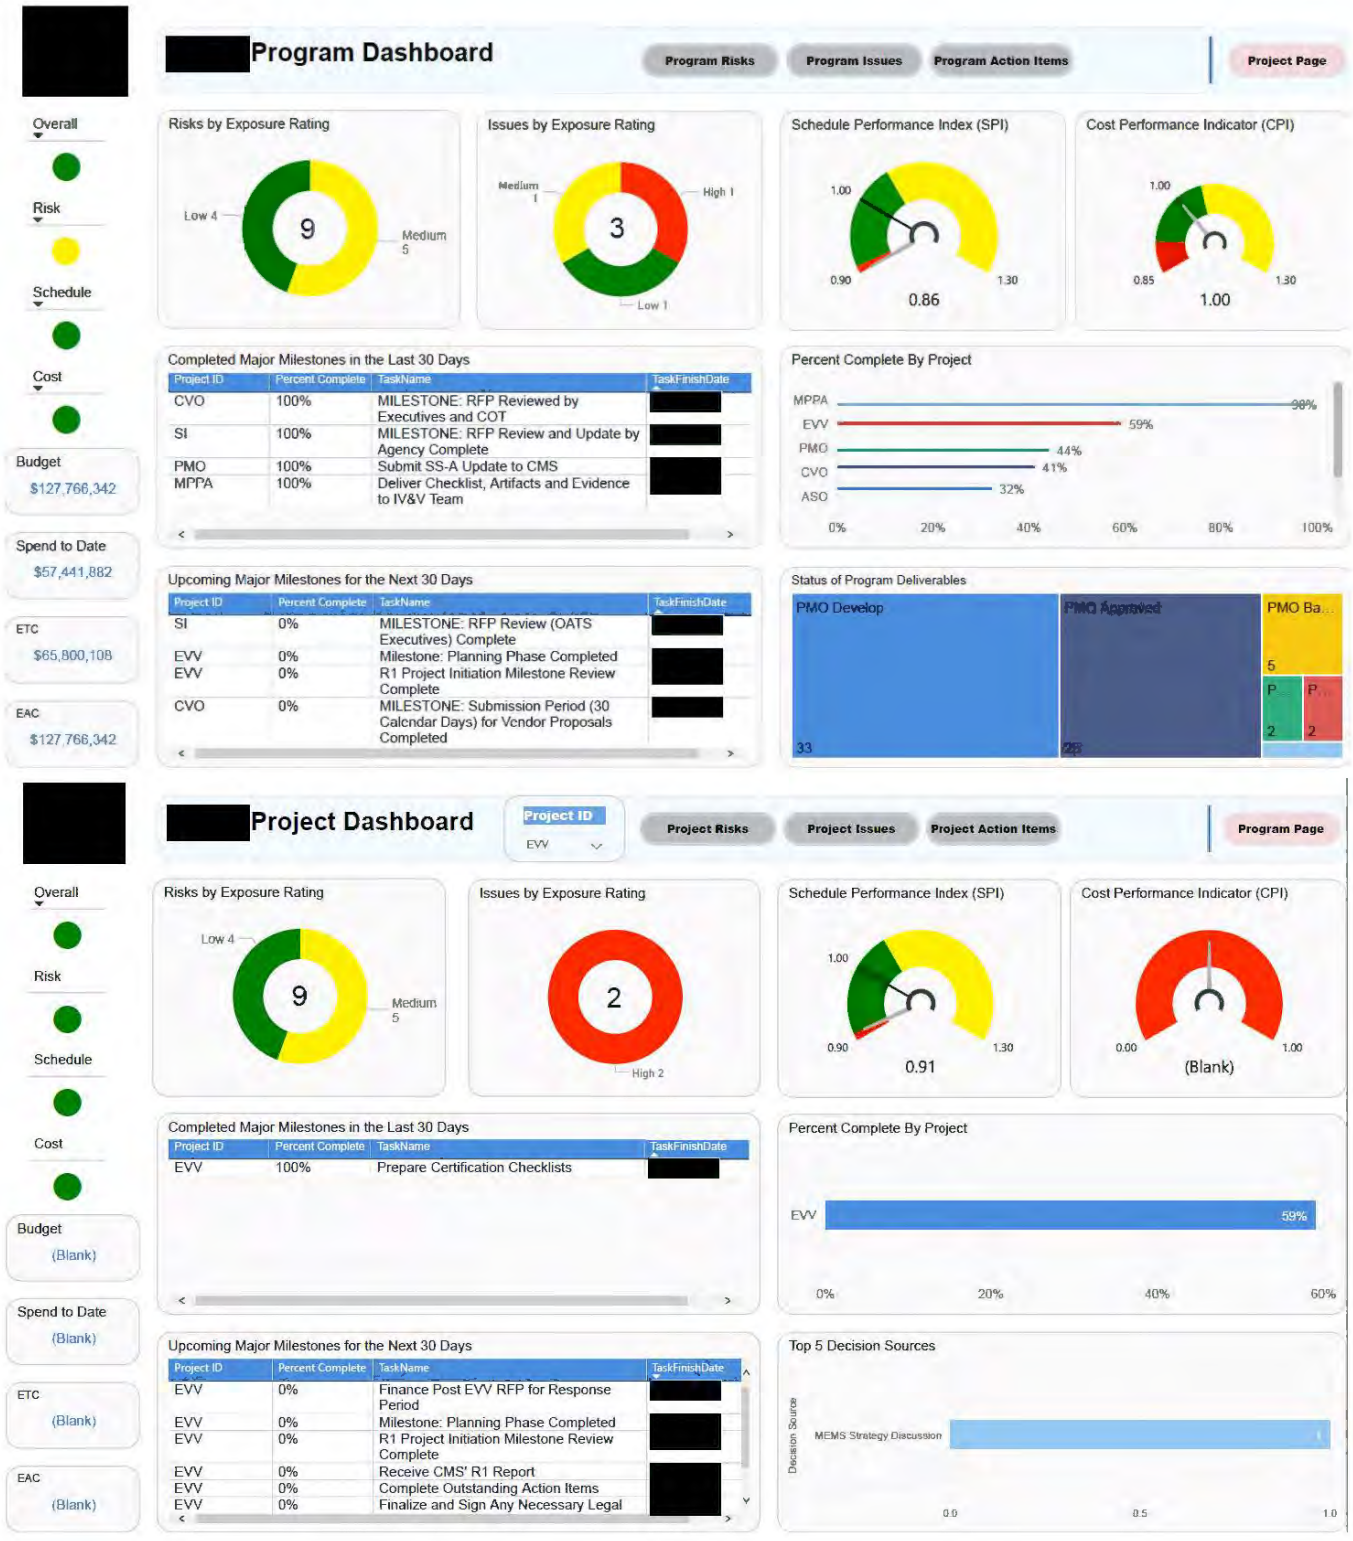 Program Dashboard
Program Risks
Program Issues
Program Action Items
Project Page
Overall
Risk
Schedule
Cost
Budget
$127,766,342
Spend to Date
$57,441,882
ETC
$65,800,108
EAC
$127,766,342
Risks by Exposure Rating
Low 4
9
Medium
5
Issues by Exposure Rating
Medium
1
High 1
3
Low 1
Schedule Performance Index (SPI)
1.00
0.90
1.30
0.86
Cost Performance Indicator (CPI)
1.00
0.85
1.30
1.00
Completed Major Milestones in the Last 30 Days
Project ID Percent Complete TaskName TaskFinishDate
CVO 100% MILESTONE: RFP Reviewed by
Executives and COT
SI 100% MILESTONE: RFP Review and Update by
Agency Complete
PMO 100% Submit SS-A Update to CMS
MPPA 100% Deliver Checklist, Artifacts and Evidence
to IV&V Team
Percent Complete By Project
MPPA 98%
EVV 59%
PMO 44%
CVO 41%
ASO 32%
0% 20% 40% 60% 80% 100%
Upcoming Major Milestones for the Next 30 Days
Project ID Percent Complete TaskName TaskFinishDate
SI 0% MILESTONE: RFP Review (OATS
Executives) Complete
EVV 0% Milestone: Planning Phase Completed
EVV 0% R1 Project Initiation Milestone Review
Complete
CVO 0% MILESTONE: Submission Period (30
Calendar Days) for Vendor Proposals
Completed
Status of Program Deliverables
PMO Develop
33
PMO Approved
PMO Ba...
5
P
2
P...
2
Project Dashboard
Project ID
EVV
Project Risks
Project Issues
Project Action Items
Program Page
Overall
Risk
Schedule
Cost
Budget
(Blank)
Spend to Date
(Blank)
ETC
(Blank)
EAC
(Blank)
Risks by Exposure Rating
Low 4
9
Medium
5
Issues by Exposure Rating
2
High 2
Schedule Performance Index (SPI)
1.00
0.90
1.30
0.91
Cost Performance Indicator (CPI)
0.00
1.00
(Blank)
Completed Major Milestones in the Last 30 Days
Project ID Percent Complete TaskName TaskFinishDate
EVV 100% Prepare Certification Checklists
Percent Complete By Project
EVV 59%
0% 20% 40% 60%
Upcoming Major Milestones for the Next 30 Days
Project ID Percent Complete TaskName TaskFinishDate
EVV 0% Finance Post EVV RFP for Response
Period
EVV 0% Milestone: Planning Phase Completed
EVV 0% R1 Project Initiation Milestone Review
Complete
EVV 0% Receive CMS' R1 Report
EVV 0% Complete Outstanding Action Items
EVV 0% Finalize and Sign Any Necessary Legal
Top 5 Decision Sources
Decision Source
MEMS Strategy Discussion
1
0.0 0.5 1.0